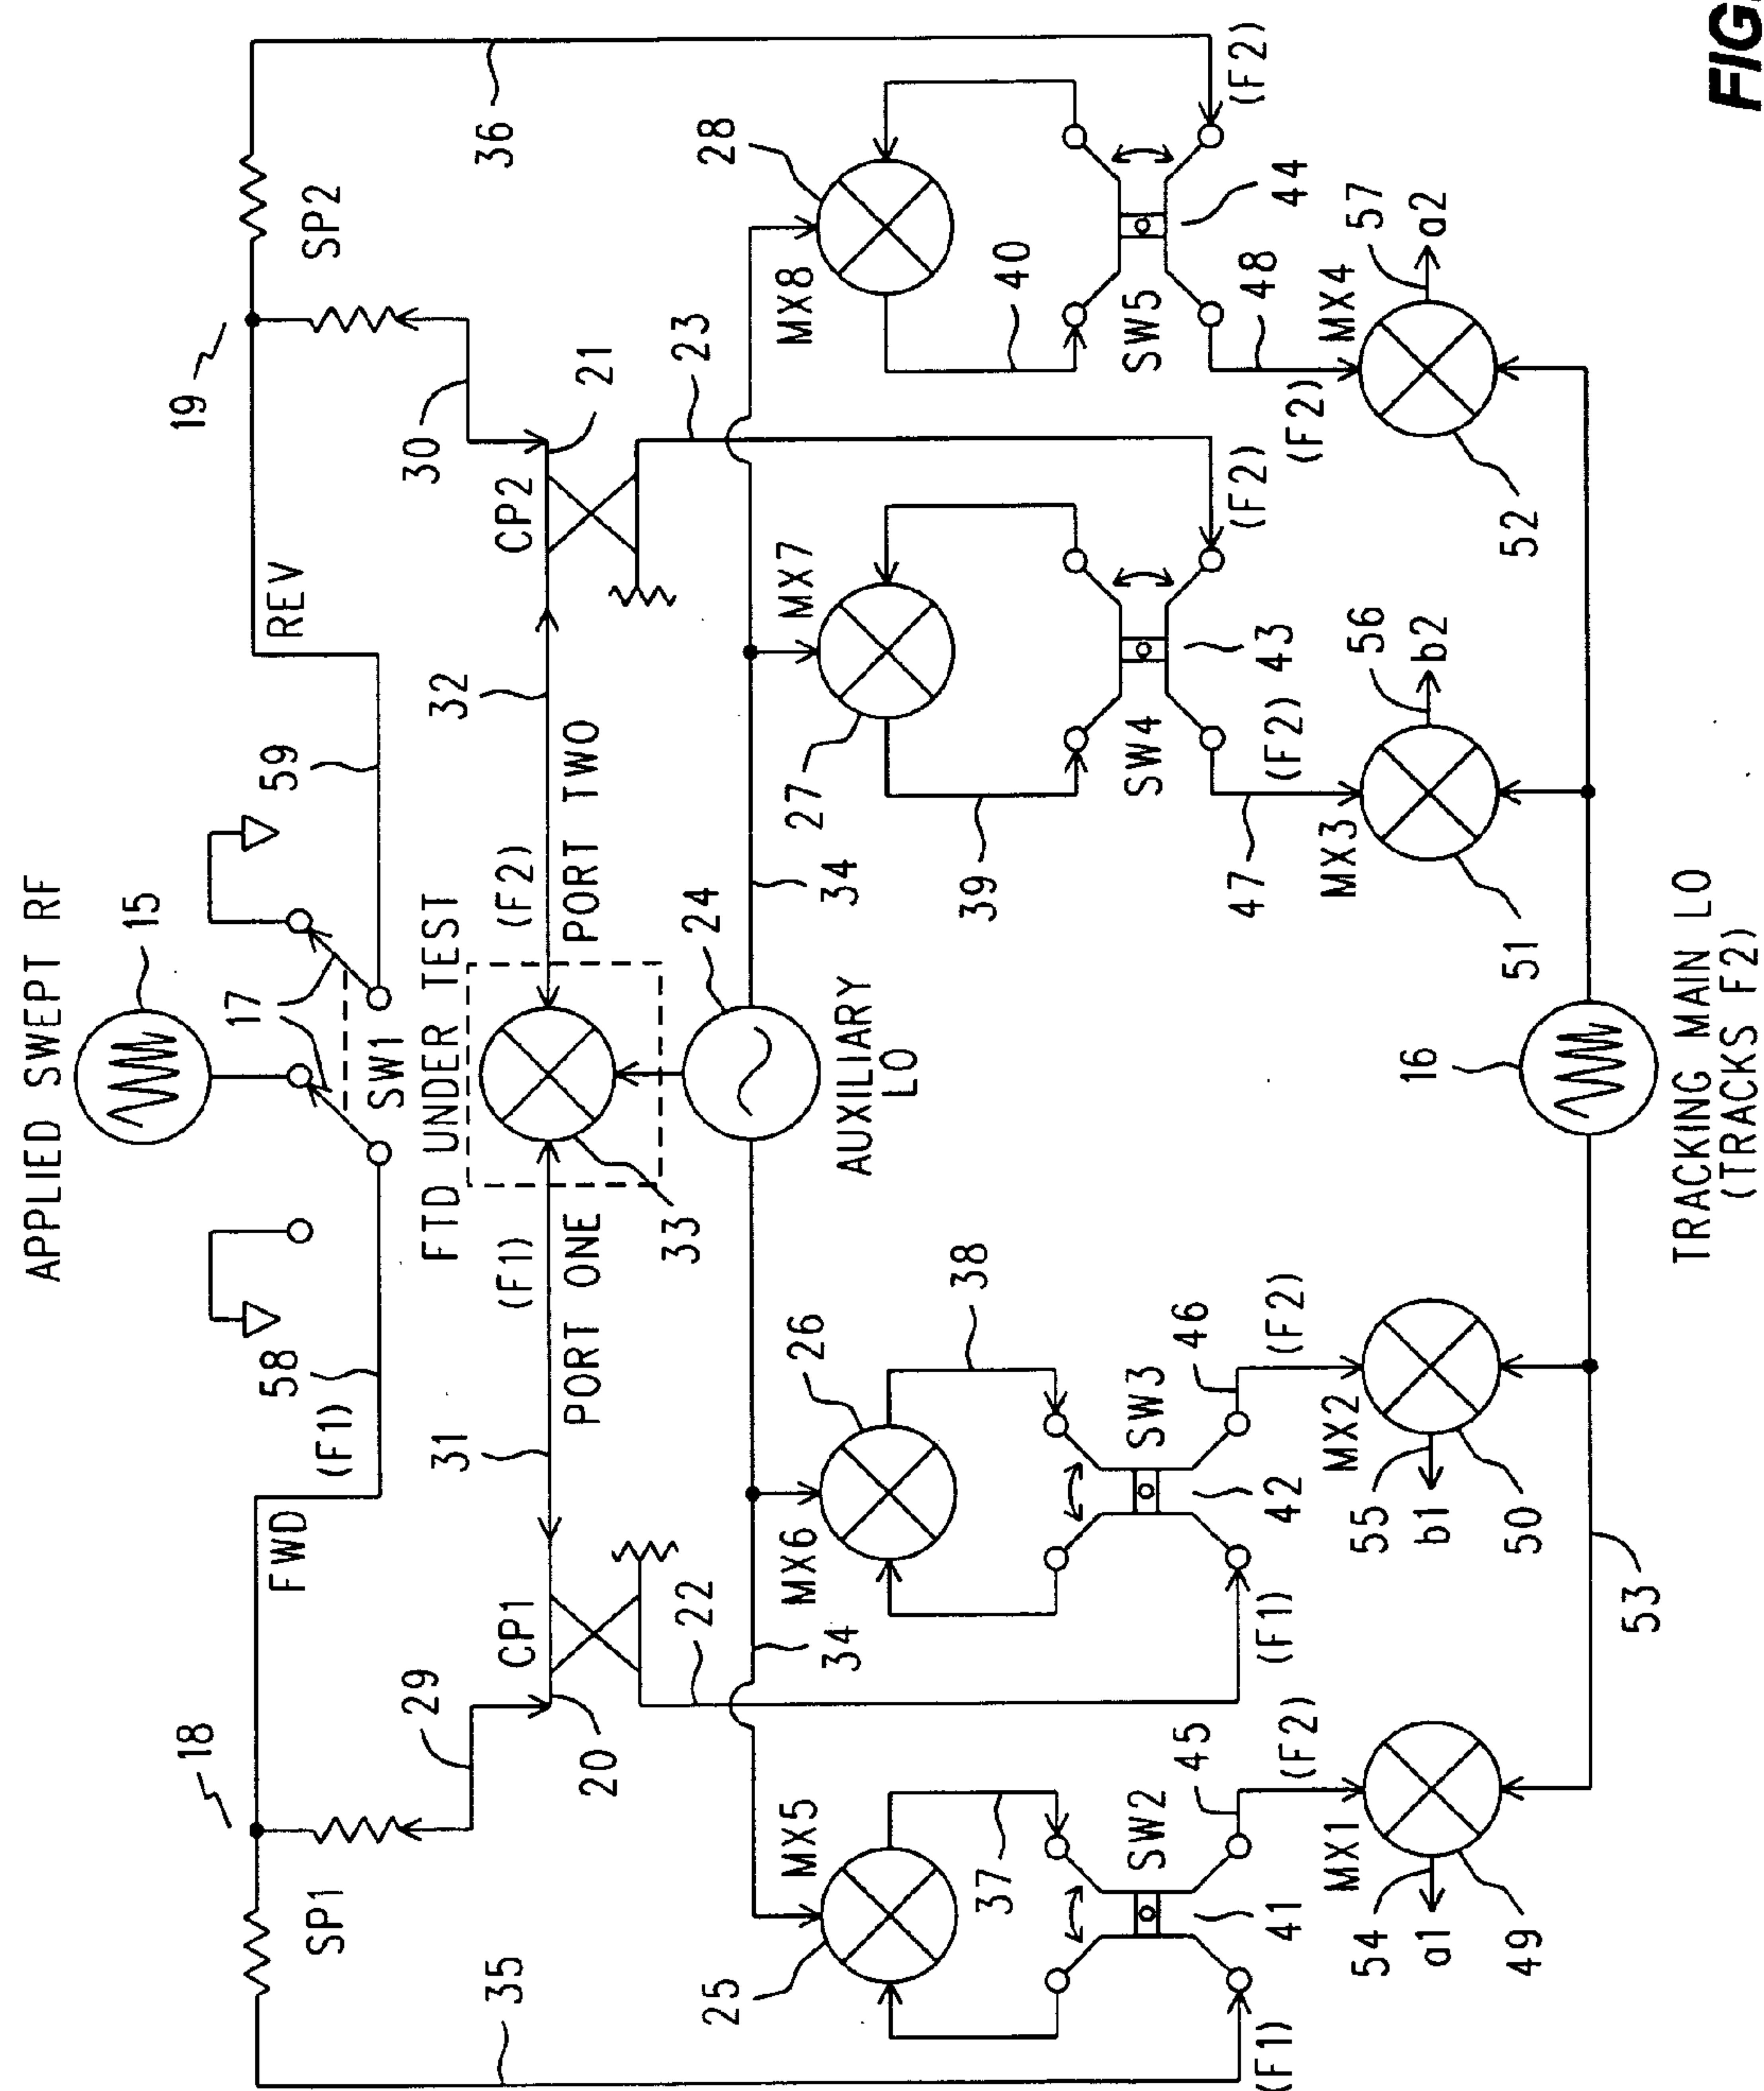 APPLIED SWEPT RF
15
17
SW1
58
(F1)
59
FWD
REV
18
19
SP1
SP2
35
36
29
30
FTD UNDER TEST
CP1
CP2
20
21
31
(F1)
PORT ONE
(F2)
32
PORT TWO
33
24
AUXILIARY
LO
22
23
34
34
MX5
25
MX6
26
MX7
27
MX8
28
37
38
39
40
SW2
41
SW3
42
SW4
43
SW5
44
(F1)
(F1)
(F2)
(F2)
45
(F2)
46
(F2)
47
(F2)
48
(F2)
MX1
54
a1
49
MX2
55
b1
50
MX3
56
b2
51
MX4
57
a2
52
53
16
TRACKING MAIN LO
(TRACKS F2)
FIG